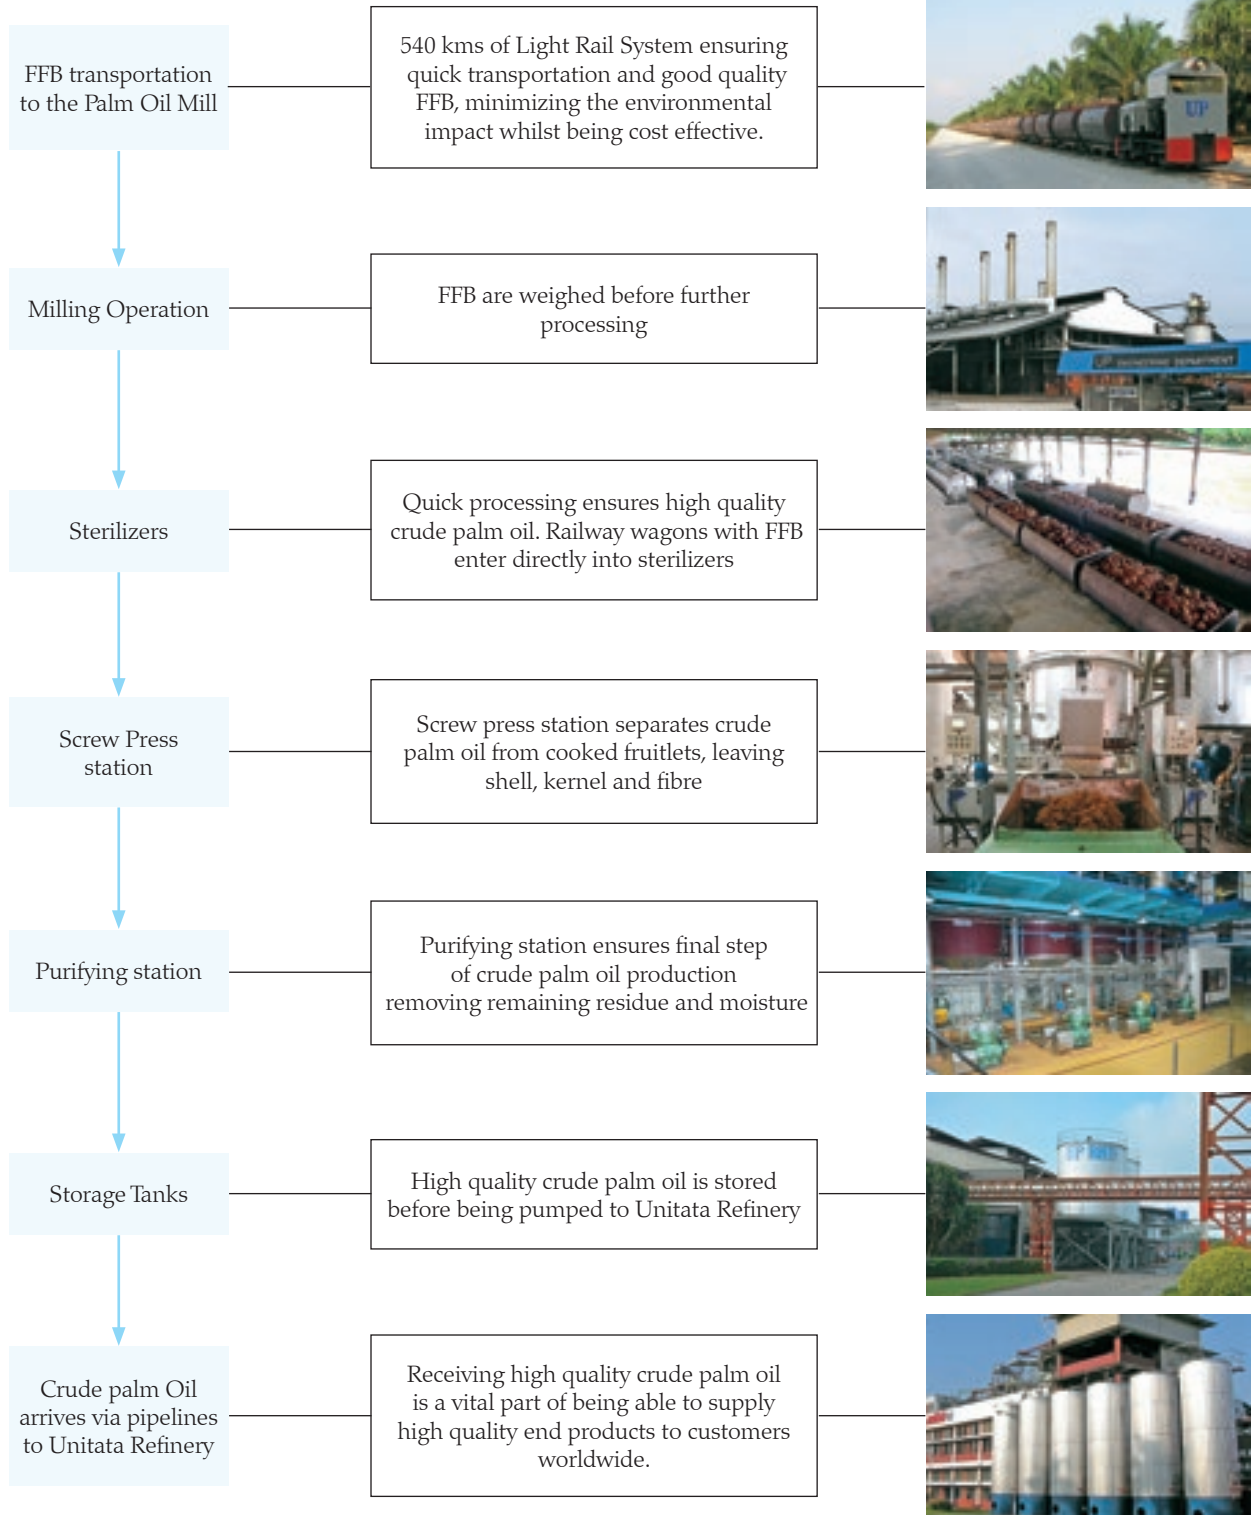 FFB transportation
to the Palm Oil Mill
540 kms of Light Rail System ensuring
quick transportation and good quality
FFB, minimizing the environmental
impact whilst being cost effective.
UP
Milling Operation
FFB are weighed before further
processing
UP ENGINEERING DEPARTMENT
Sterilizers
Quick processing ensures high quality
crude palm oil. Railway wagons with FFB
enter directly into sterilizers
Screw Press
station
Screw press station separates crude
palm oil from cooked fruitlets, leaving
shell, kernel and fibre
Purifying station
Purifying station ensures final step
of crude palm oil production
removing remaining residue and moisture
Storage Tanks
High quality crude palm oil is stored
before being pumped to Unitata Refinery
UP
Crude palm Oil
arrives via pipelines
to Unitata Refinery
Receiving high quality crude palm oil
is a vital part of being able to supply
high quality end products to customers
worldwide.